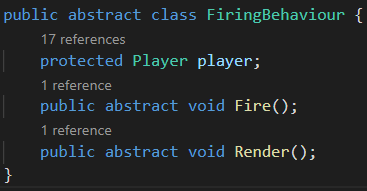 public abstract class FiringBehaviour {
17 references
protected Player player;
1 reference
public abstract void Fire();
1 reference
public abstract void Render();
}